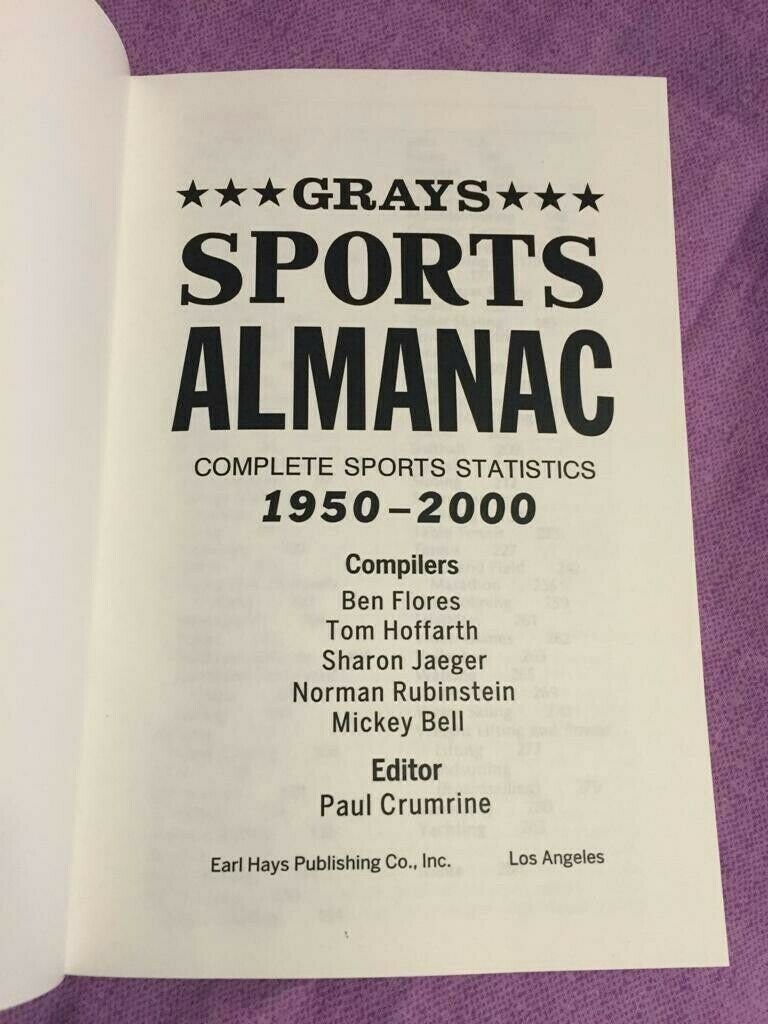 ★★★GRAYS★★★
SPORTS
ALMANAC
COMPLETE SPORTS STATISTICS
1950–2000
Compilers
Ben Flores
Tom Hoffarth
Sharon Jaeger
Norman Rubinstein
Mickey Bell
Editor
Paul Crumrine
Earl Hays Publishing Co., Inc. Los Angeles